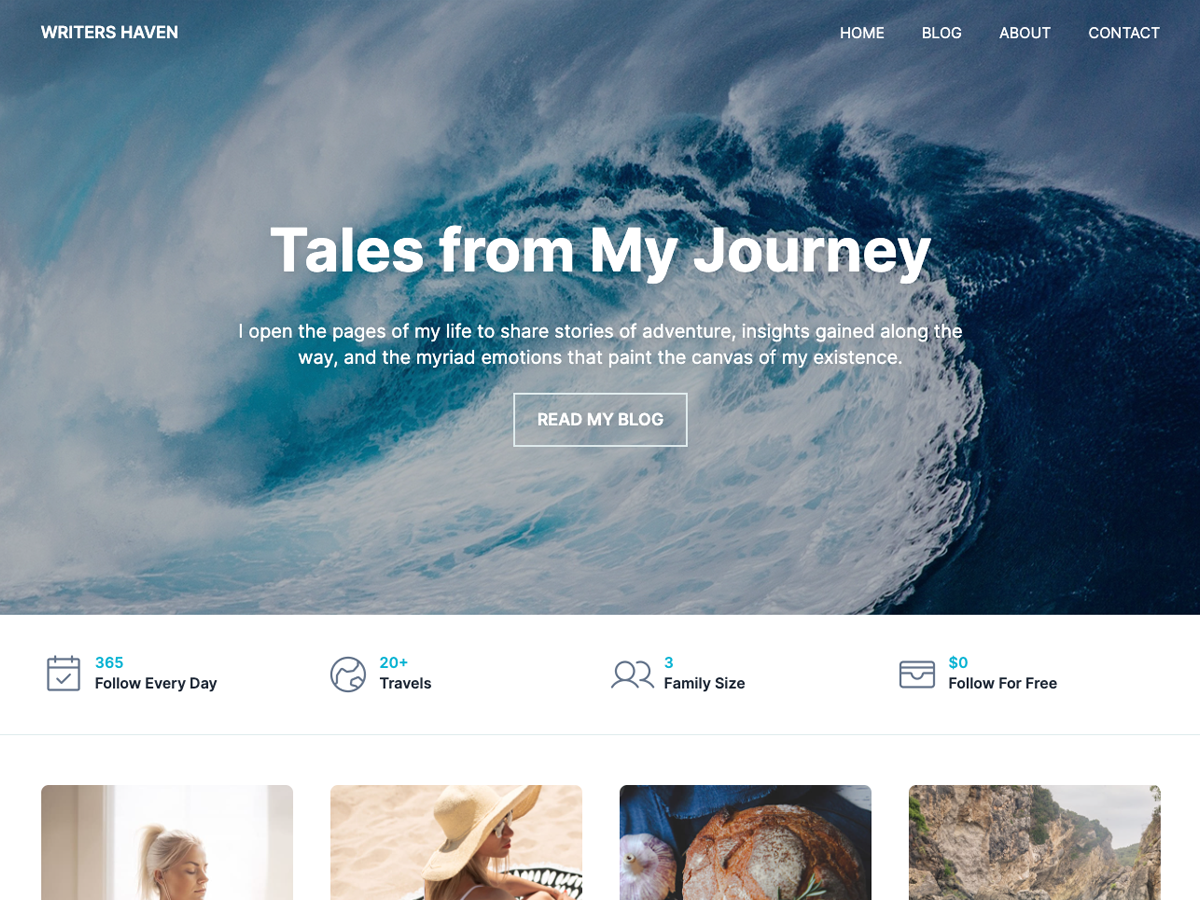 WRITERS HAVEN
HOME BLOG ABOUT CONTACT
Tales from My Journey
I open the pages of my life to share stories of adventure, insights gained along the
way, and the myriad emotions that paint the canvas of my existence.
READ MY BLOG
365
Follow Every Day
20+
Travels
3
Family Size
$0
Follow For Free